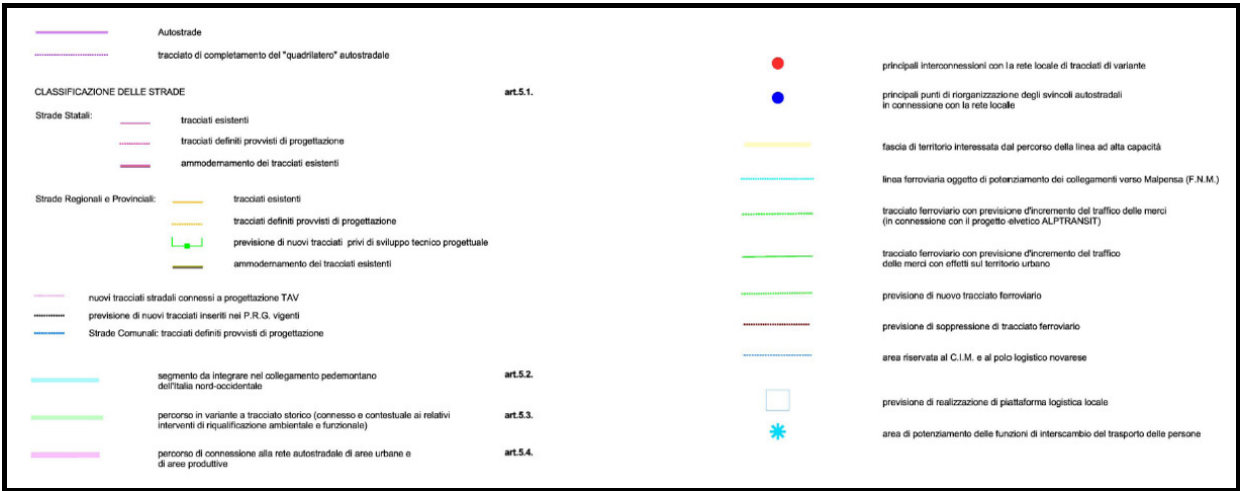 Autostrade
tracciato di completamento del "quadrilatero" autostradale
CLASSIFICAZIONE DELLE STRADE art.5.1.
Strade Statali:
tracciati esistenti
tracciati definiti provvisti di progettazione
ammodernamento dei tracciati esistenti
Strade Regionali e Provinciali:
tracciati esistenti
tracciati definiti provvisti di progettazione
previsione di nuovi tracciati privi di sviluppo tecnico progettuale
ammodernamento dei tracciati esistenti
nuovi tracciati stradali connessi a progettazione TAV
previsione di nuovi tracciati inseriti nei P.R.G. vigenti
Strade Comunali: tracciati definiti provvisti di progettazione
segmento da integrare nel collegamento pedemontano art.5.2.
dell'Italia nord-occidentale
percorso in variante a tracciato storico (connesso e contestuale ai relativi art.5.3.
interventi di riqualificazione ambientale e funzionale)
percorso di connessione alla rete autostradale di aree urbane e art.5.4.
di aree produttive
principali interconnessioni con la rete locale di tracciati di variante
principali punti di riorganizzazione degli svincoli autostradali
in connessione con la rete locale
fascia di territorio interessata dal percorso della linea ad alta capacità
linea ferroviaria oggetto di potenziamento dei collegamenti verso Malpensa (F.N.M.)
tracciato ferroviario con previsione d'incremento del traffico delle merci
(in connessione con il progetto elvetico ALPTRANSIT)
tracciato ferroviario con previsione d'incremento del traffico
delle merci con effetti sul territorio urbano
previsione di nuovo tracciato ferroviario
previsione di soppressione di tracciato ferroviario
area riservata al C.I.M. e al polo logistico novarese
previsione di realizzazione di piattaforma logistica locale
area di potenziamento delle funzioni di interscambio del trasporto delle persone